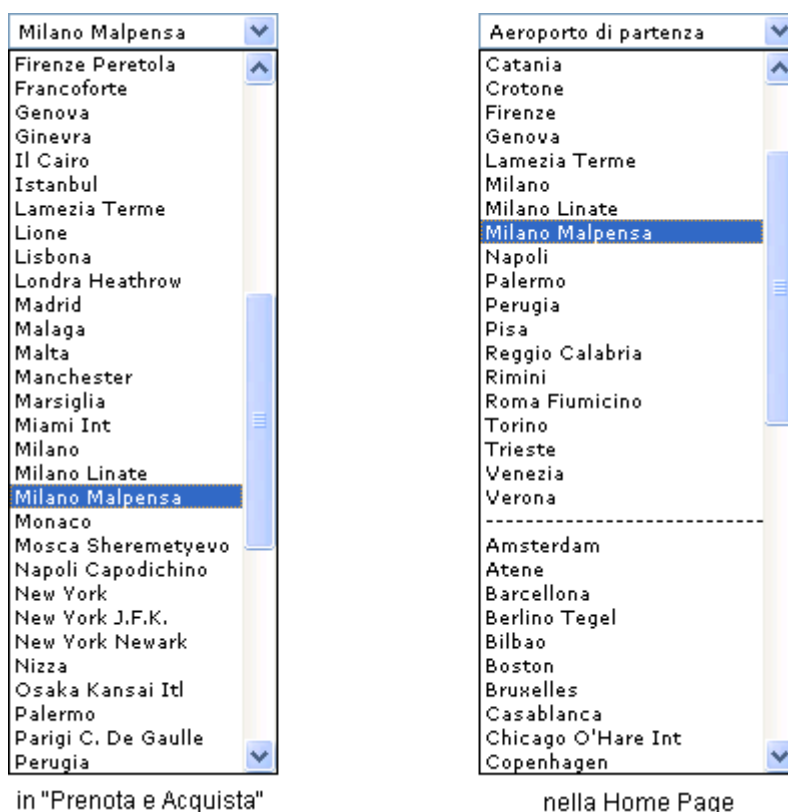 Milano Malpensa
Firenze Peretola
Francoforte
Genova
Ginevra
Il Cairo
Istanbul
Lamezia Terme
Lione
Lisbona
Londra Heathrow
Madrid
Malaga
Malta
Manchester
Marsiglia
Miami Int
Milano
Milano Linate
Milano Malpensa
Monaco
Mosca Sheremetyevo
Napoli Capodichino
New York
New York J.F.K.
New York Newark
Nizza
Osaka Kansai Itl
Palermo
Parigi C. De Gaulle
Perugia
in "Prenota e Acquista"
Aeroporto di partenza
Catania
Crotone
Firenze
Genova
Lamezia Terme
Milano
Milano Linate
Milano Malpensa
Napoli
Palermo
Perugia
Pisa
Reggio Calabria
Rimini
Roma Fiumicino
Torino
Trieste
Venezia
Verona
---------------------------
Amsterdam
Atene
Barcellona
Berlino Tegel
Bilbao
Boston
Bruxelles
Casablanca
Chicago O'Hare Int
Copenhagen
nella Home Page